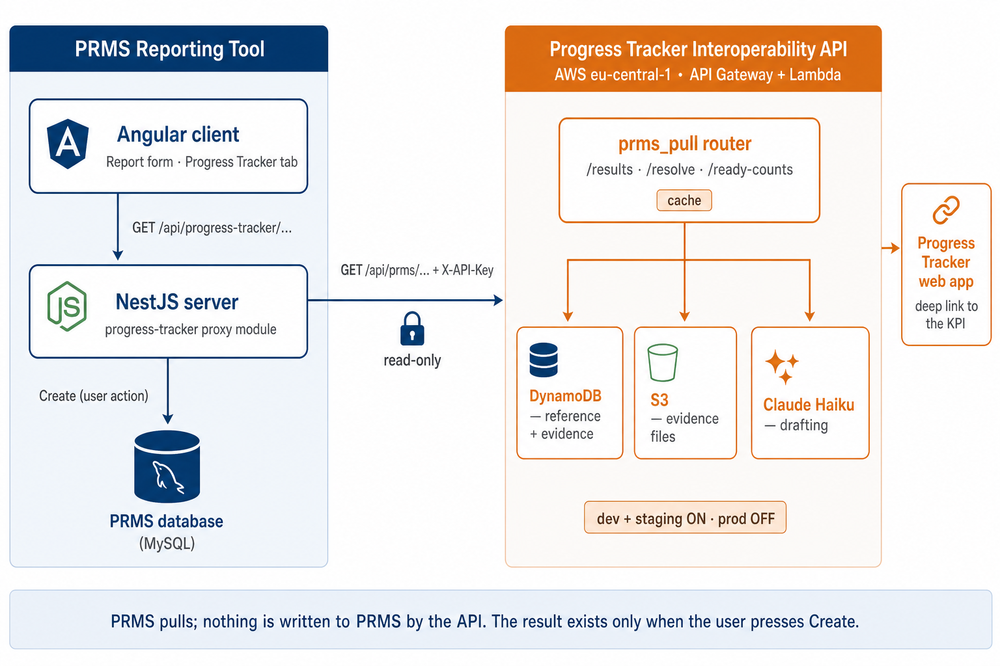 PRMS Reporting Tool
Angular client
Report form · Progress Tracker tab
GET /api/progress-tracker/...
JS
NestJS server
progress-tracker proxy module
Create (user action)
PRMS database
(MySQL)
GET /api/prms/... + X-API-Key
read-only
Progress Tracker Interoperability API
AWS eu-central-1 • API Gateway + Lambda
prms_pull router
/results · /resolve · /ready-counts
cache
DynamoDB
— reference
+ evidence
S3
— evidence
files
Claude Haiku
— drafting
dev + staging ON · prod OFF
Progress
Tracker
web app
deep link to
the KPI
PRMS pulls; nothing is written to PRMS by the API. The result exists only when the user presses Create.